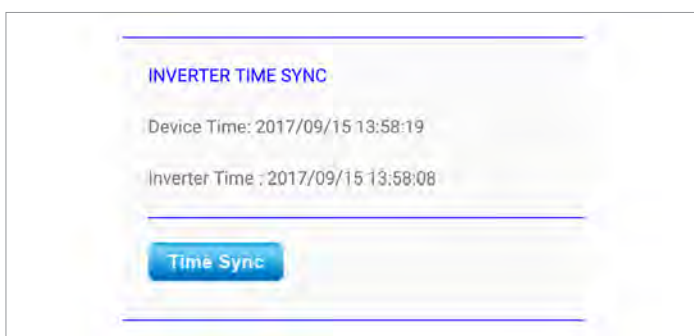 INVERTER TIME SYNC
Device Time: 2017/09/15 13:58:19
Inverter Time : 2017/09/15 13:58:08
Time Sync